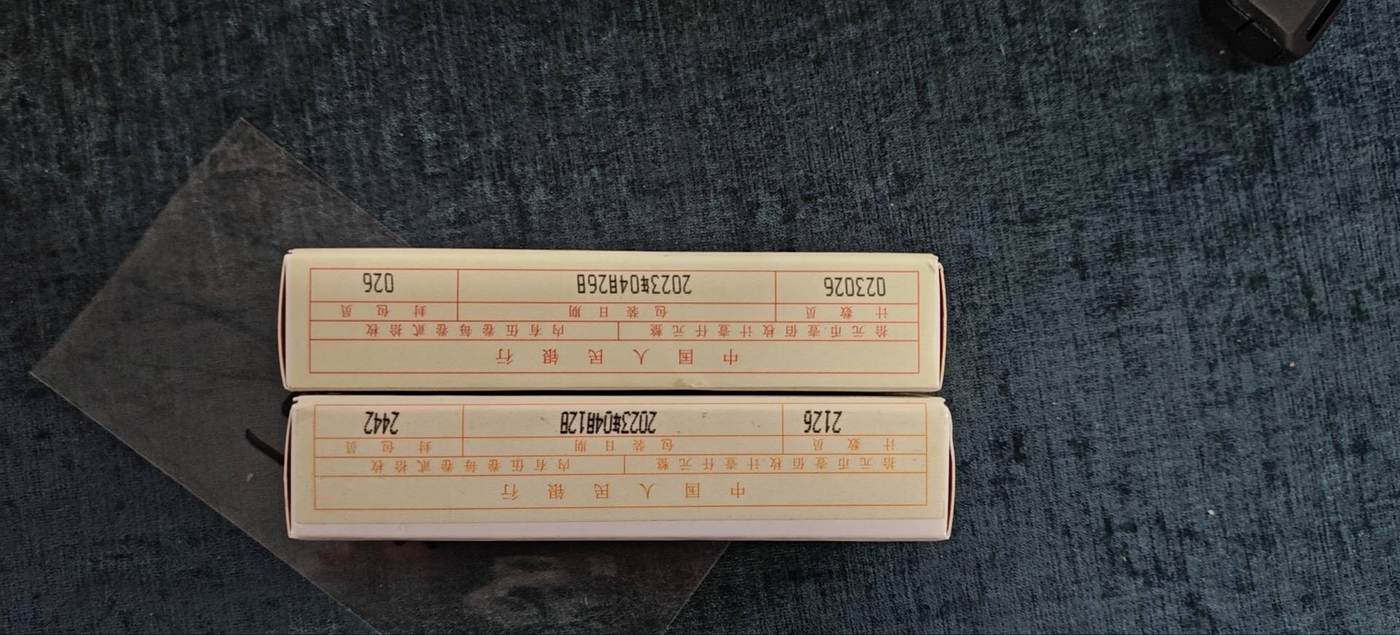 中国人民银行
拾元币壹佰枚计壹仟元整 内有伍卷每卷贰拾枚
计数员 包装日期 封包员
2126 2023年04月12日 2442
中国人民银行
拾元币壹佰枚计壹仟元整 内有伍卷每卷贰拾枚
计数员 包装日期 封包员
023026 2023年04月26日 026